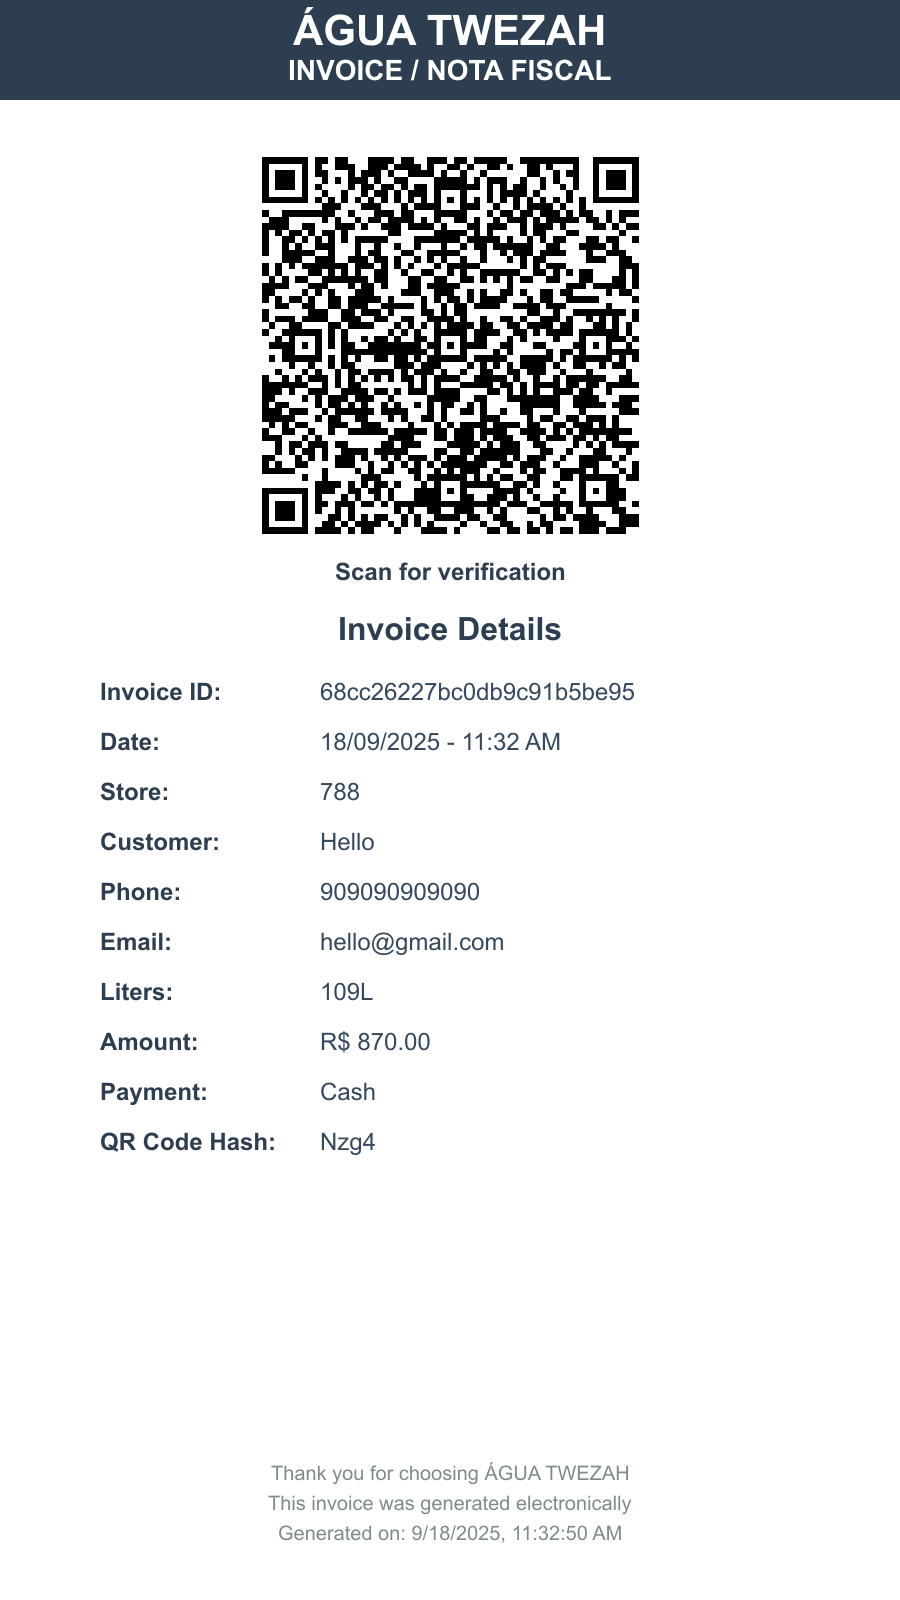 ÁGUA TWEZAH
INVOICE / NOTA FISCAL
Scan for verification
Invoice Details
Invoice ID: 68cc26227bc0db9c91b5be95
Date: 18/09/2025 - 11:32 AM
Store: 788
Customer: Hello
Phone: 909090909090
Email: hello@gmail.com
Liters: 109L
Amount: R$ 870.00
Payment: Cash
QR Code Hash: Nzg4
Thank you for choosing ÁGUA TWEZAH
This invoice was generated electronically
Generated on: 9/18/2025, 11:32:50 AM